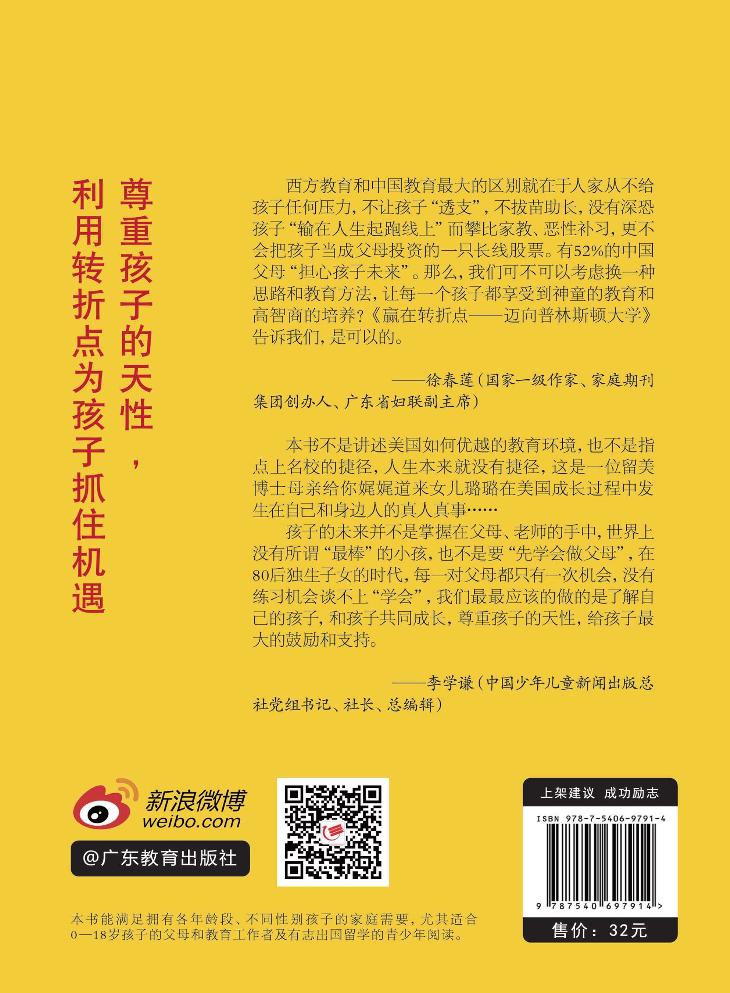 尊重孩子的天性，
利用转折点为孩子抓住机遇
西方教育和中国教育最大的区别就在于人家从不给
孩子任何压力，不让孩子“透支”，不拔苗助长，没有深恐
孩子“输在人生起跑线上”而攀比家教、恶性补习，更不
会把孩子当成父母投资的一只长线股票。有52%的中国
父母“担心孩子未来”。那么，我们可不可以考虑换一种
思路和教育方法，让每一个孩子都享受到神童的教育和
高智商的培养？《赢在转折点——迈向普林斯顿大学》
告诉我们，是可以的。
——徐春莲（国家一级作家、家庭期刊
集团创办人、广东省妇联副主席）
本书不是讲述美国如何优越的教育环境，也不是指
点上名校的捷径，人生本来就没有捷径，这是一位留美
博士母亲给你娓娓道来女儿璐璐在美国成长过程中发
生在自己和身边人的真人真事……
孩子的未来并不是掌握在父母、老师的手中，世界上
没有所谓“最棒”的小孩，也不是要“先学会做父母”，在
80后独生子女的时代，每一对父母都只有一次机会，没有
练习机会谈不上“学会”，我们最最应该的做的是了解自
己的孩子，和孩子共同成长，尊重孩子的天性，给孩子最
大的鼓励和支持。
——李学谦（中国少年儿童新闻出版总
社党组书记、社长、总编辑）
新浪微博
weibo.com
@广东教育出版社
上架建议 成功励志
ISBN 978-7-5406-9791-4
9 787540 697914 >
售价：32元
本书能满足拥有各年龄段、不同性别孩子的家庭需要，尤其适合
0—18岁孩子的父母和教育工作者及有志出国留学的青少年阅读。